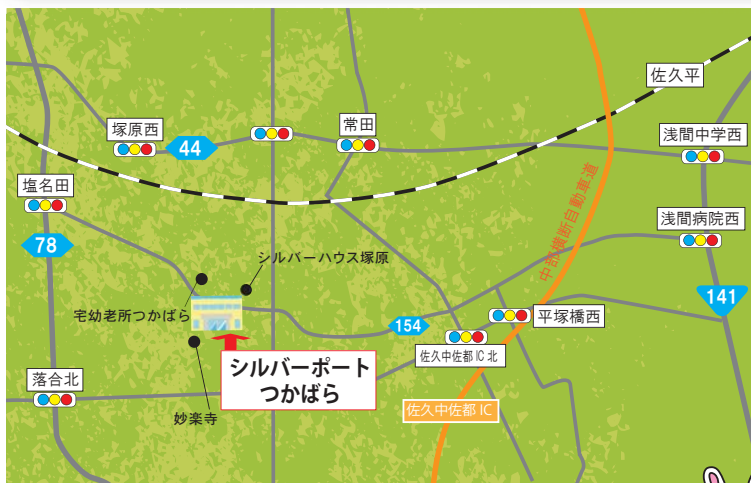 佐久平
塚原西
44
常田
浅間中学西
塩名田
中部横断自動車道
浅間病院西
78
シルバーハウス塚原
宅幼老所つかばら
141
154
平塚橋西
佐久中佐都IC北
シルバーポート
つかばら
落合北
妙楽寺
佐久中佐都IC